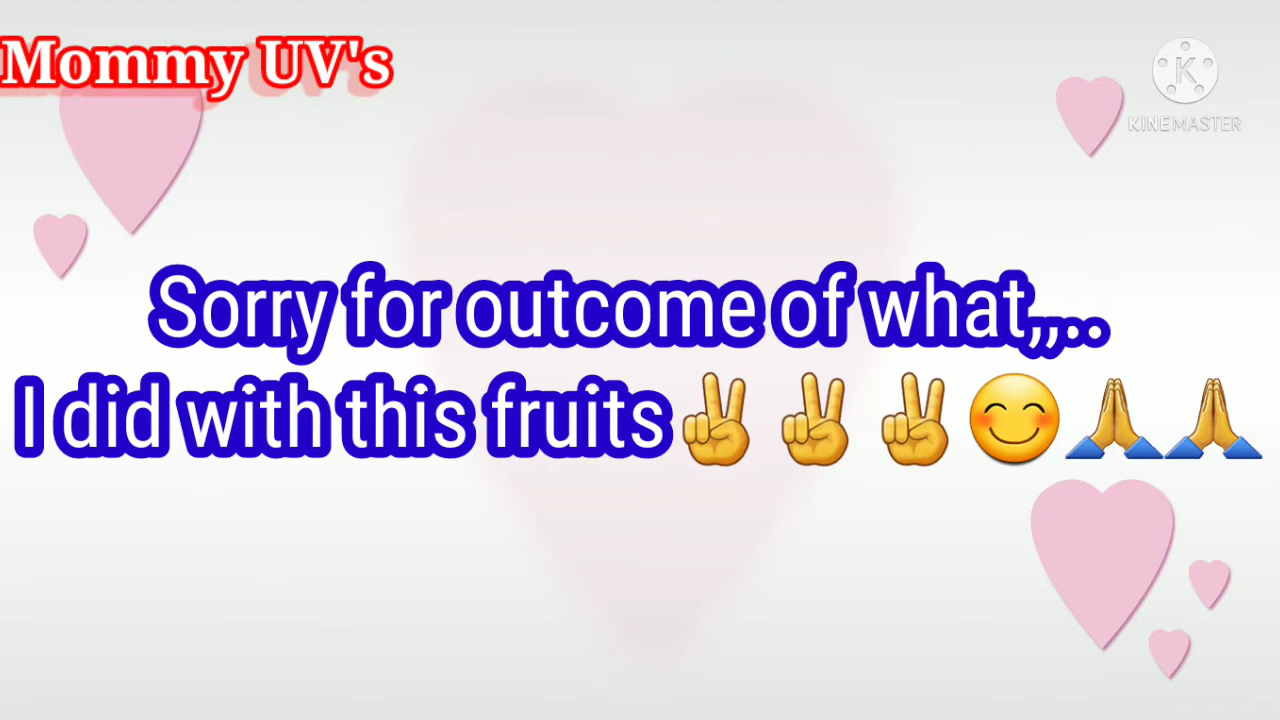 Mommy UV's
K
KINEMASTER
Sorry for outcome of what,,,..
I did with this fruits✌✌✌😊🙏🙏